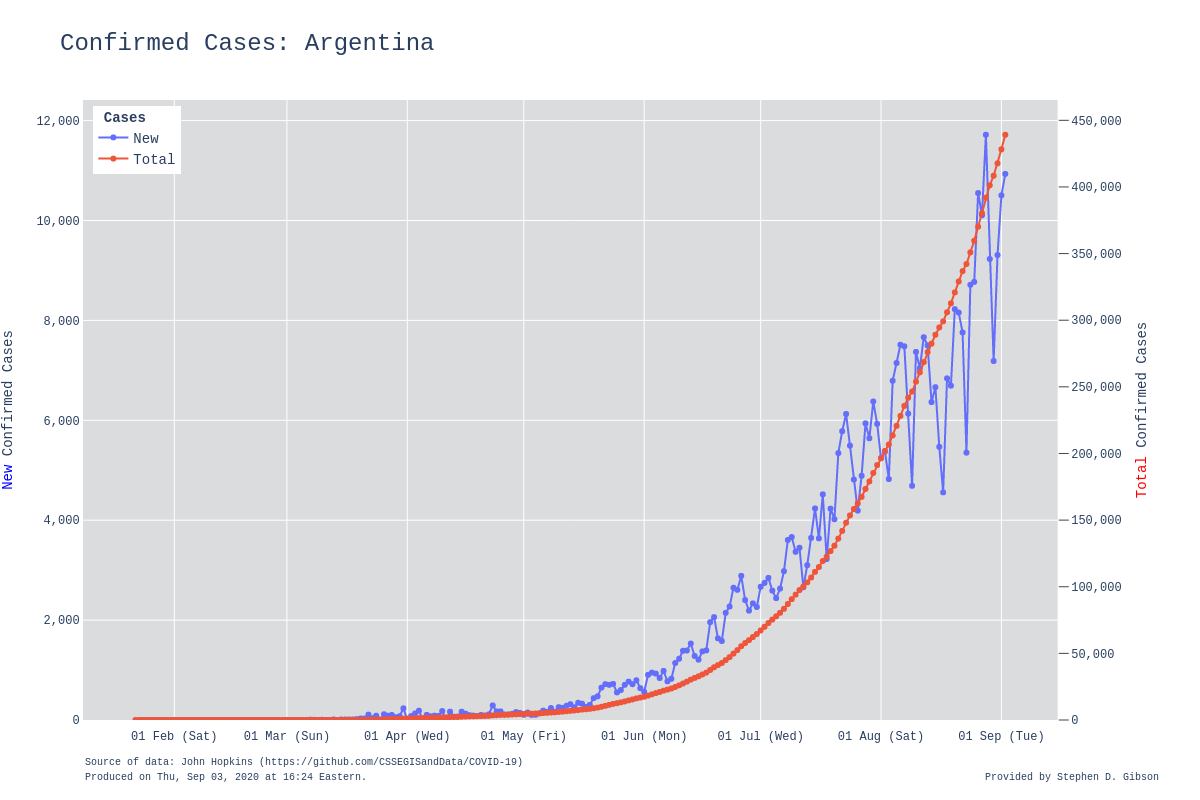 Confirmed Cases: Argentina
Cases
New
Total
12,000
10,000
8,000
6,000
4,000
2,000
0
New Confirmed Cases
450,000
400,000
350,000
300,000
250,000
200,000
150,000
100,000
50,000
0
Total Confirmed Cases
01 Feb (Sat)
01 Mar (Sun)
01 Apr (Wed)
01 May (Fri)
01 Jun (Mon)
01 Jul (Wed)
01 Aug (Sat)
01 Sep (Tue)
Source of data: John Hopkins (https://github.com/CSSEGISandData/COVID-19)
Produced on Thu, Sep 03, 2020 at 16:24 Eastern.
Provided by Stephen D. Gibson